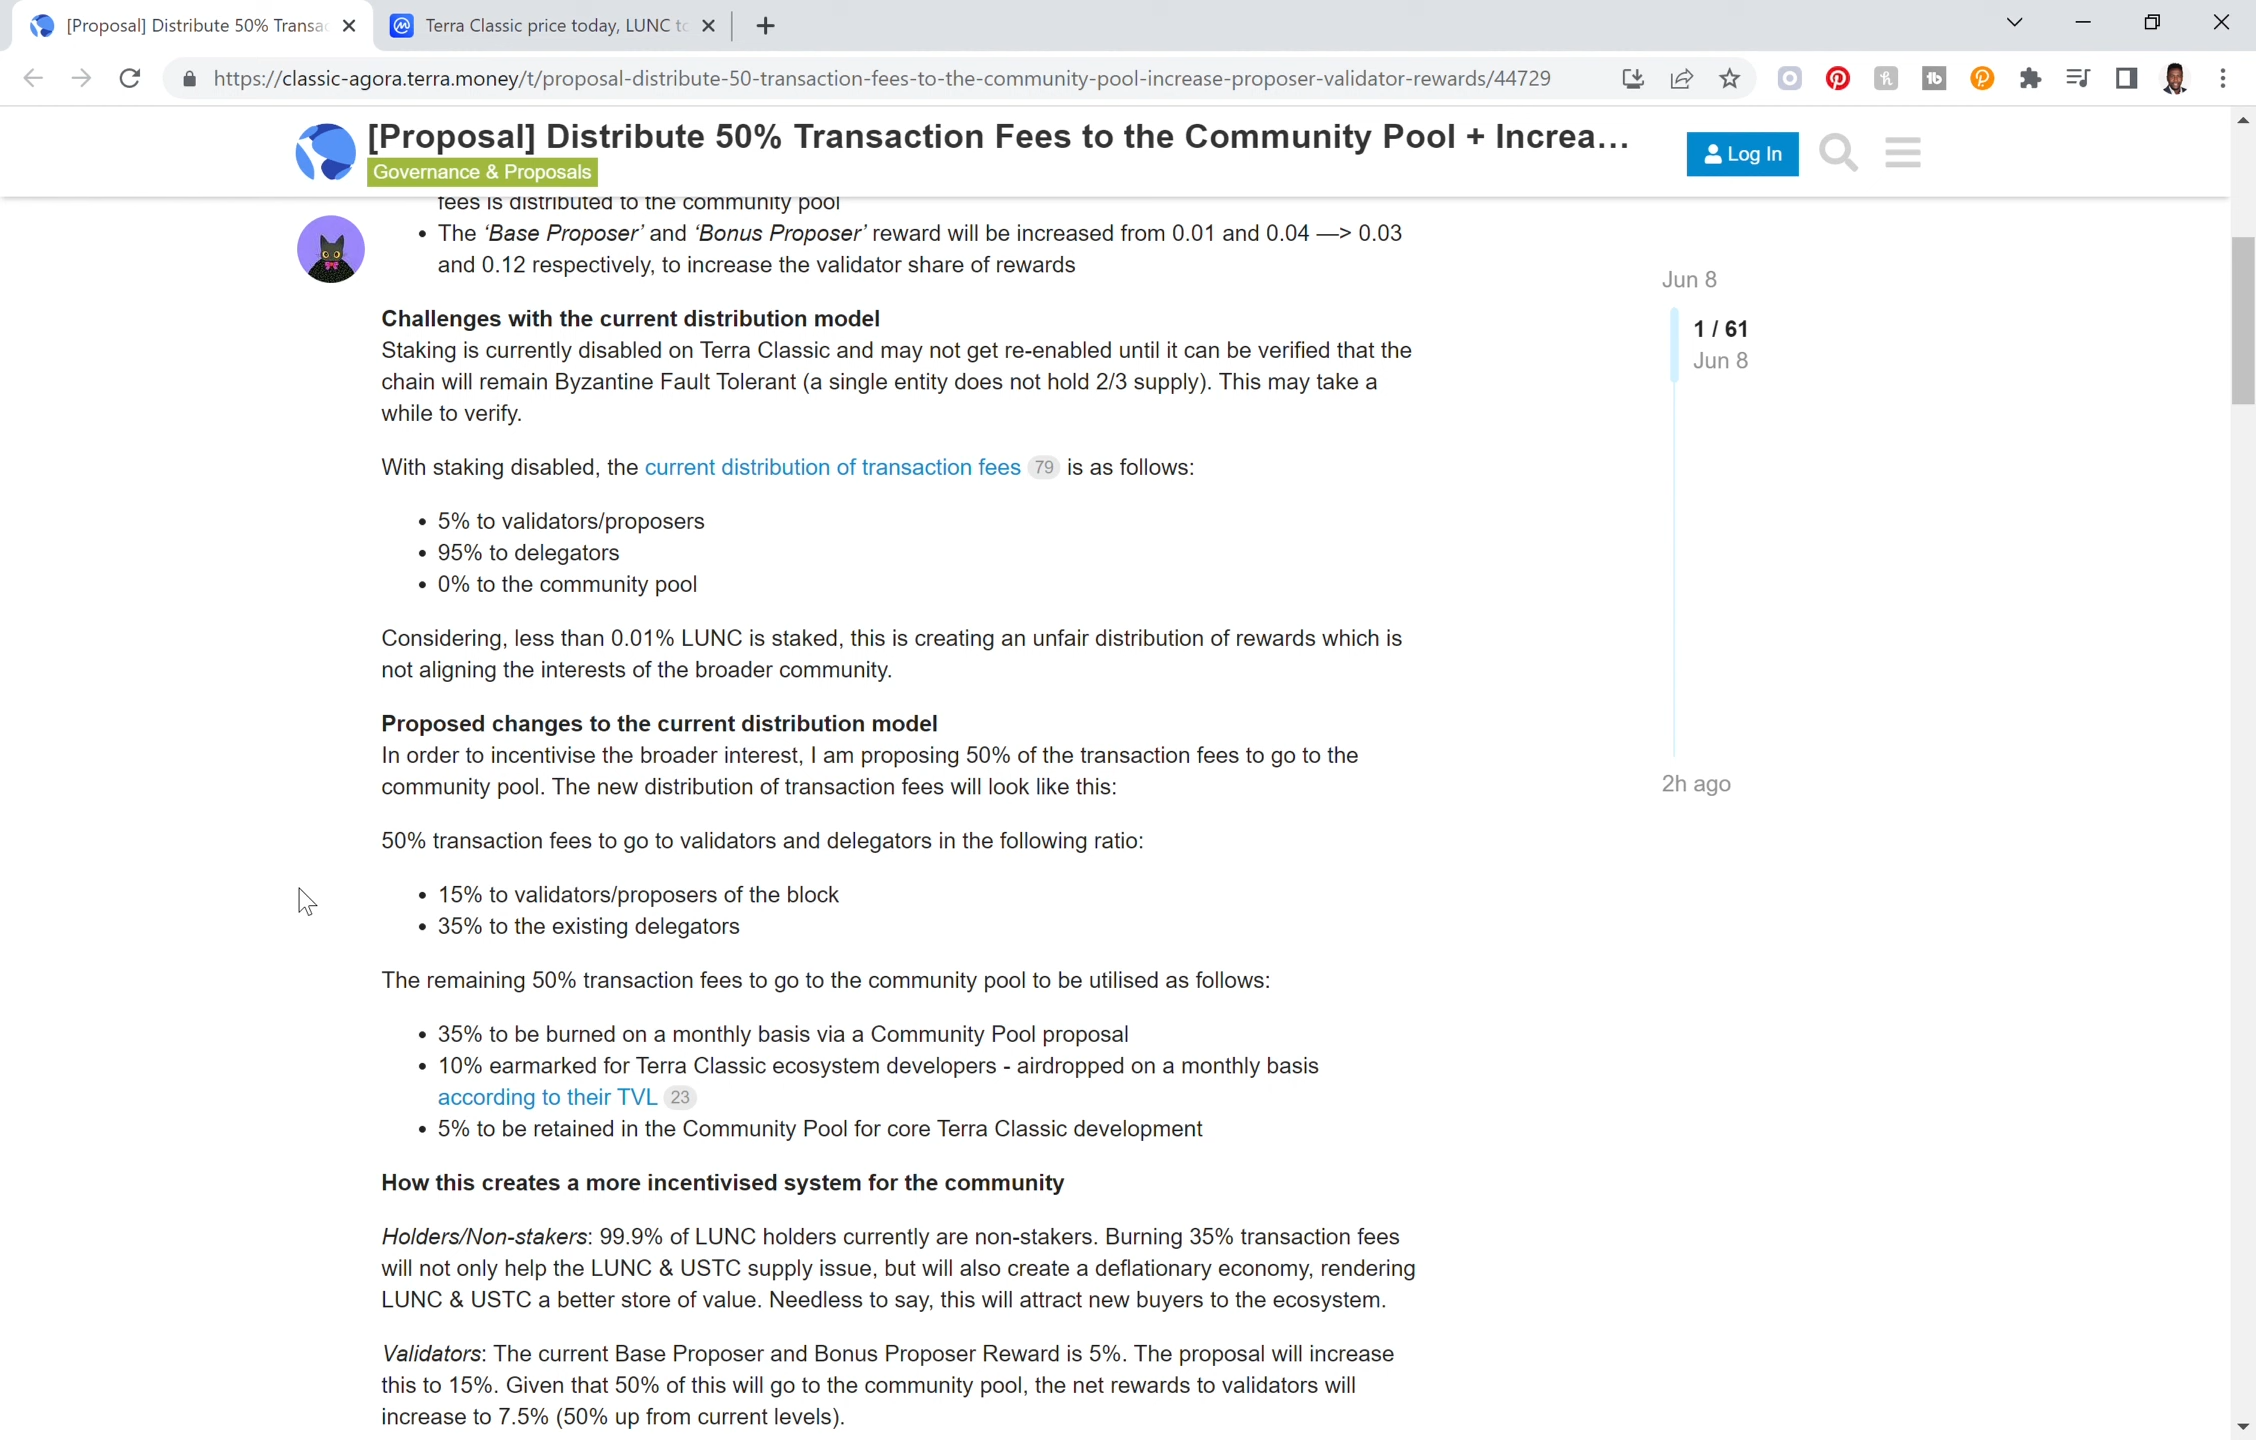 [Proposal] Distribute 50% Transac
Terra Classic price today, LUNC to
https://classic-agora.terra.money/t/proposal-distribute-50-transaction-fees-to-the-community-pool-increase-proposer-validator-rewards/44729
[Proposal] Distribute 50% Transaction Fees to the Community Pool + Increa...
Governance & Proposals
Log In
fees is distributed to the community pool
• The ‘Base Proposer’ and ‘Bonus Proposer’ reward will be increased from 0.01 and 0.04 —> 0.03
and 0.12 respectively, to increase the validator share of rewards
Jun 8
1 / 61
Jun 8
2h ago
Challenges with the current distribution model
Staking is currently disabled on Terra Classic and may not get re-enabled until it can be verified that the
chain will remain Byzantine Fault Tolerant (a single entity does not hold 2/3 supply). This may take a
while to verify.
With staking disabled, the current distribution of transaction fees 79 is as follows:
• 5% to validators/proposers
• 95% to delegators
• 0% to the community pool
Considering, less than 0.01% LUNC is staked, this is creating an unfair distribution of rewards which is
not aligning the interests of the broader community.
Proposed changes to the current distribution model
In order to incentivise the broader interest, I am proposing 50% of the transaction fees to go to the
community pool. The new distribution of transaction fees will look like this:
50% transaction fees to go to validators and delegators in the following ratio:
• 15% to validators/proposers of the block
• 35% to the existing delegators
The remaining 50% transaction fees to go to the community pool to be utilised as follows:
• 35% to be burned on a monthly basis via a Community Pool proposal
• 10% earmarked for Terra Classic ecosystem developers - airdropped on a monthly basis
according to their TVL 23
• 5% to be retained in the Community Pool for core Terra Classic development
How this creates a more incentivised system for the community
Holders/Non-stakers: 99.9% of LUNC holders currently are non-stakers. Burning 35% transaction fees
will not only help the LUNC & USTC supply issue, but will also create a deflationary economy, rendering
LUNC & USTC a better store of value. Needless to say, this will attract new buyers to the ecosystem.
Validators: The current Base Proposer and Bonus Proposer Reward is 5%. The proposal will increase
this to 15%. Given that 50% of this will go to the community pool, the net rewards to validators will
increase to 7.5% (50% up from current levels).